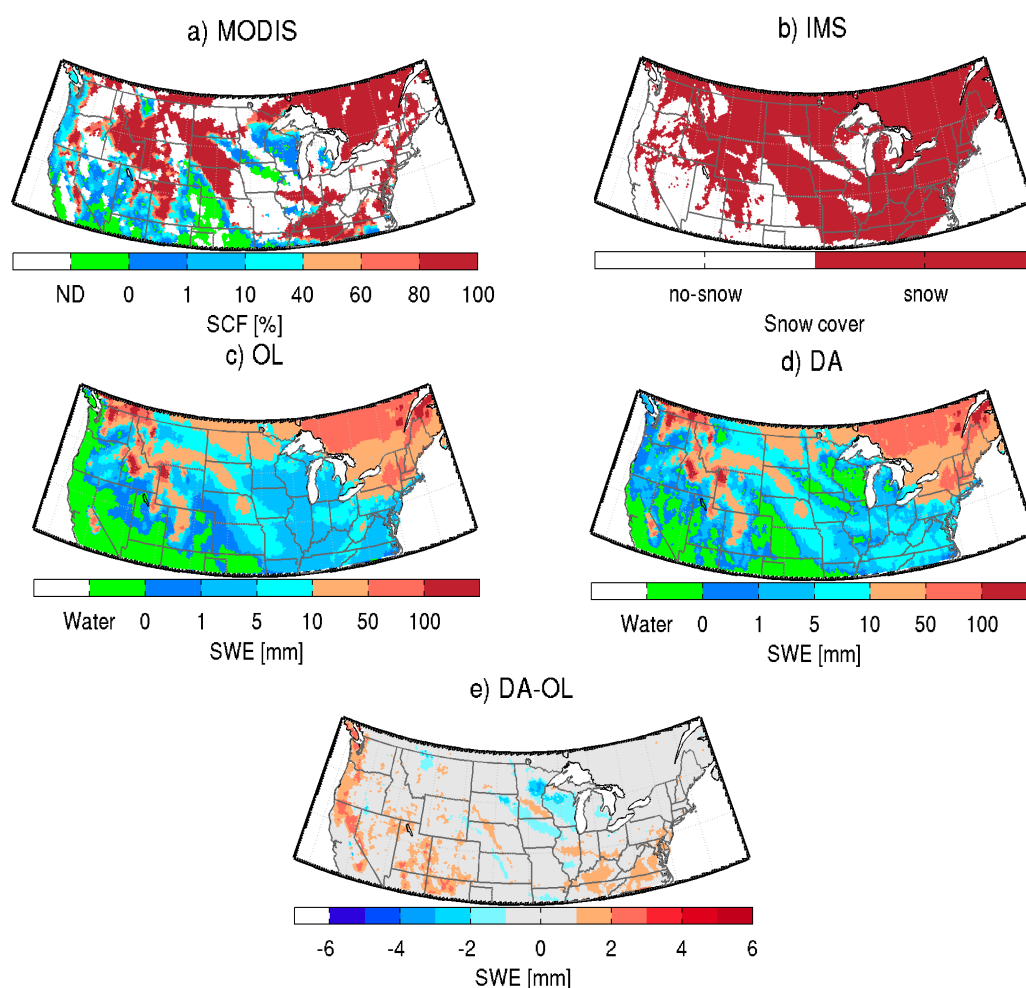 a) MODIS
b) IMS
ND 0 1 10 40 60 80 100
SCF [%]
no-snow snow
Snow cover
c) OL
d) DA
Water 0 1 5 10 50 100
SWE [mm]
Water 0 1 5 10 50 100
SWE [mm]
e) DA-OL
-6 -4 -2 0 2 4 6
SWE [mm]